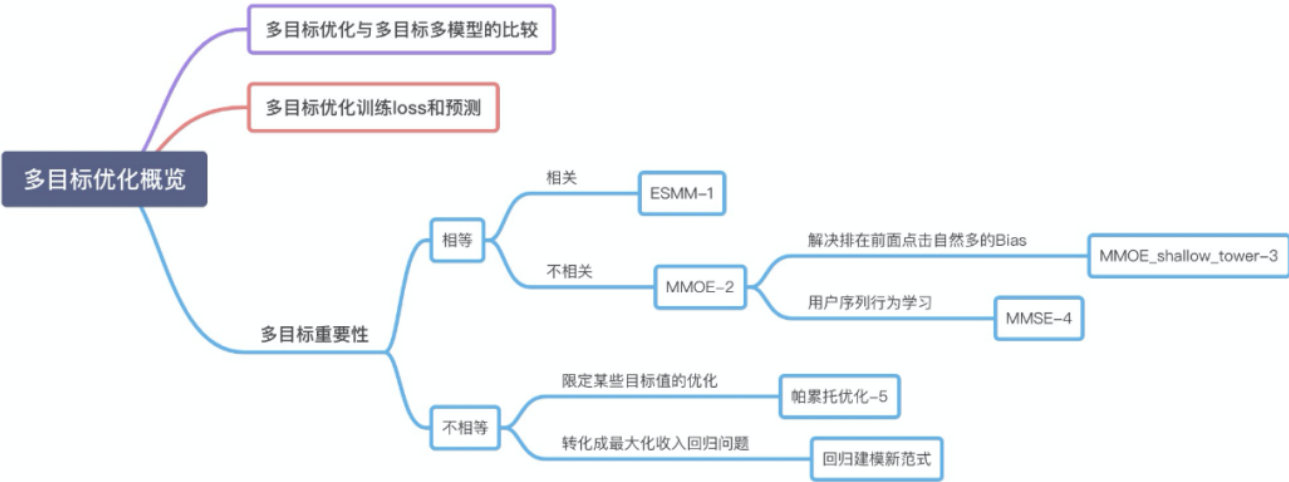 多目标优化与多目标多模型的比较
多目标优化训练loss和预测
多目标优化概览
相关
ESMM-1
相等
解决排在前面点击自然多的Bias
MMOE_shallow_tower-3
不相关
MMOE-2
用户序列行为学习
MMSE-4
多目标重要性
限定某些目标值的优化
帕累托优化-5
不相等
转化成最大化收入回归问题
回归建模新范式